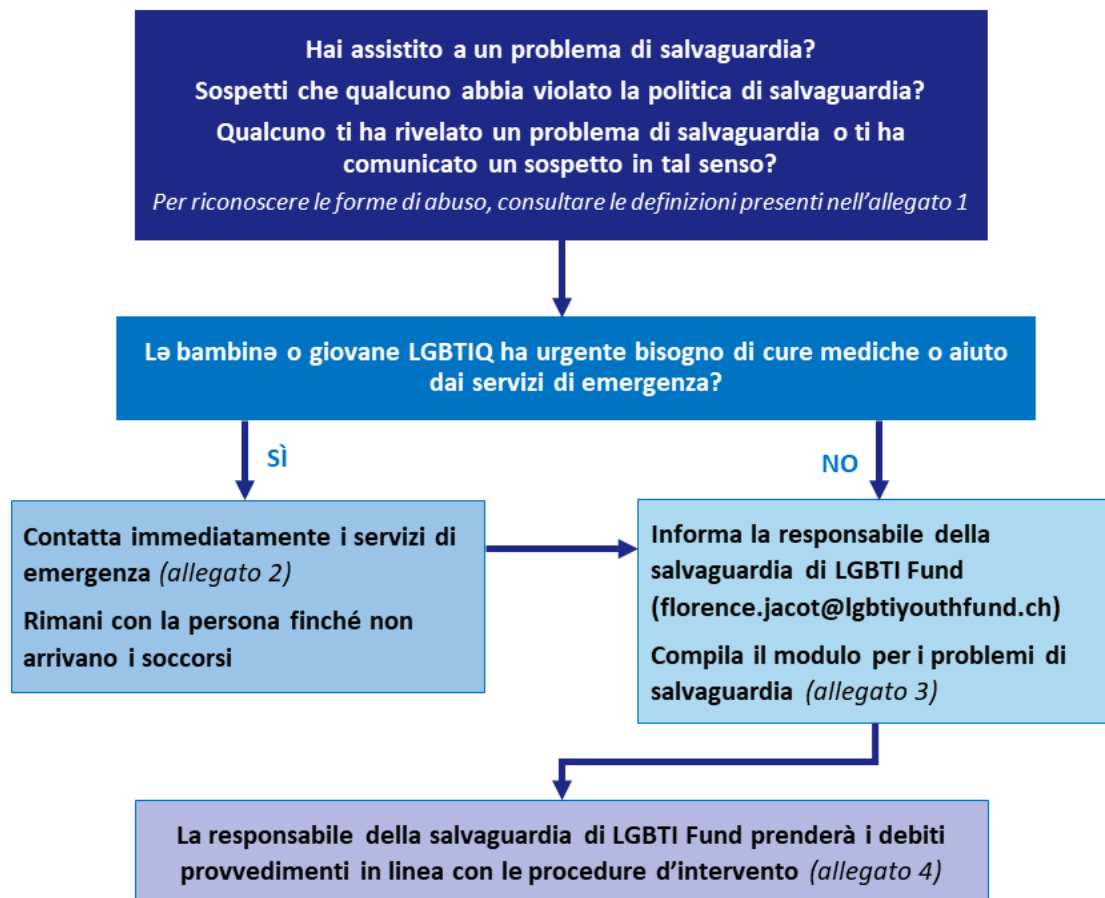 Hai assistito a un problema di salvaguardia?
Sospetti che qualcuno abbia violato la politica di salvaguardia?
Qualcuno ti ha rivelato un problema di salvaguardia o ti ha
comunicato un sospetto in tal senso?
Per riconoscere le forme di abuso, consultare le definizioni presenti nell’allegato 1
Lə bambinə o giovane LGBTIQ ha urgente bisogno di cure mediche o aiuto
dai servizi di emergenza?
SÌ
NO
Contatta immediatamente i servizi di
emergenza (allegato 2)
Rimani con la persona finché non
arrivano i soccorsi
Informa la responsabile della
salvaguardia di LGBTI Fund
(florence.jacot@lgbtiyouthfund.ch)
Compila il modulo per i problemi di
salvaguardia (allegato 3)
La responsabile della salvaguardia di LGBTI Fund prenderà i debiti
provvedimenti in linea con le procedure d’intervento (allegato 4)